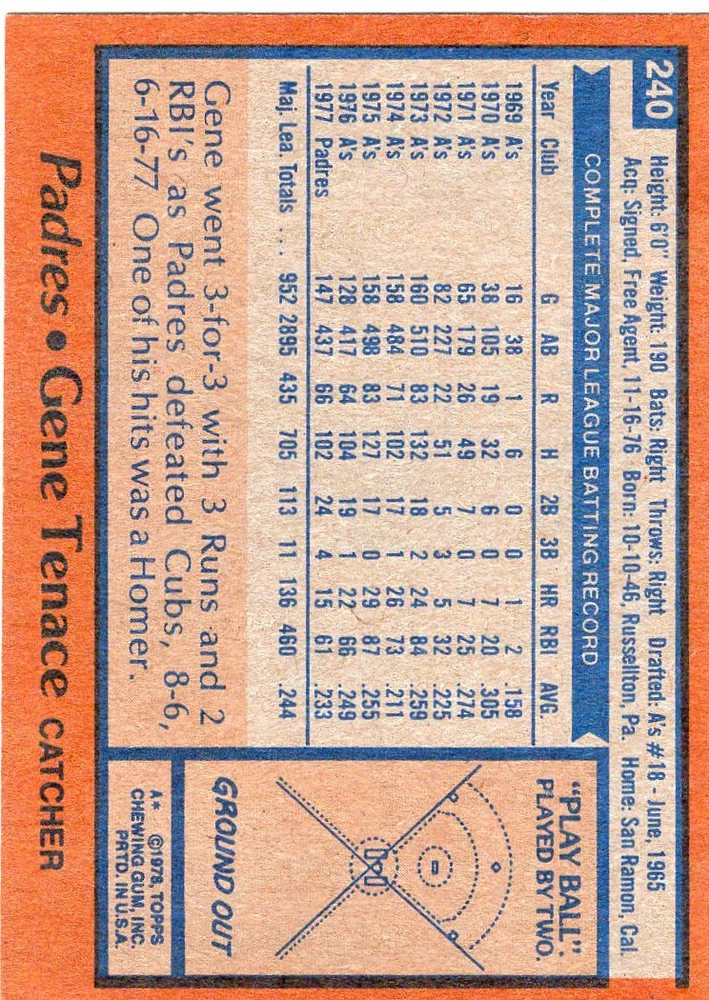 240
Height: 6'0" Weight: 190 Bats: Right Throws: Right Drafted: A's #18 - June, 1965
Acq: Signed, Free Agent, 11-16-76 Born: 10-10-46, Russellton, Pa. Home: San Ramon, Cal.
COMPLETE MAJOR LEAGUE BATTING RECORD
Year Club G AB R H 2B 3B HR RBI AVG.
1969 A's 16 38 1 6 0 0 1 2 .158
1970 A's 38 105 19 32 6 0 7 20 .305
1971 A's 65 179 26 49 7 0 7 25 .274
1972 A's 82 227 22 51 5 3 5 32 .225
1973 A's 160 510 83 132 18 2 24 84 .259
1974 A's 158 484 71 102 17 1 26 73 .211
1975 A's 158 498 83 127 17 0 29 87 .255
1976 A's 128 417 64 104 19 1 22 66 .249
1977 Padres 147 437 66 102 24 4 15 61 .233
Maj. Lea. Totals ... 952 2895 435 705 113 11 136 460 .244
Gene went 3-for-3 with 3 Runs and 2
RBI's as Padres defeated Cubs, 8-6,
6-16-77 One of his hits was a Homer.
"PLAY BALL"
PLAYED BY TWO.
GROUND OUT
A* ©1978, TOPPS
CHEWING GUM, INC.
PRTD. IN U.S.A.
Padres • Gene Tenace CATCHER